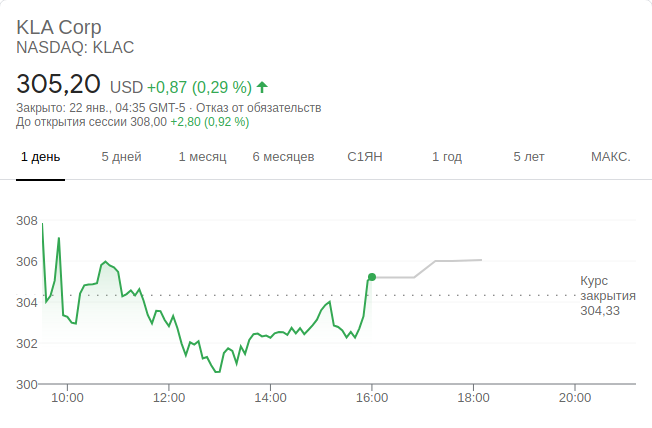 KLA Corp
NASDAQ: KLAC
305,20 USD +0,87 (0,29 %)
Закрыто: 22 янв., 04:35 GMT-5 · Отказ от обязательств
До открытия сессии 308,00 +2,80 (0,92 %)
1 день 5 дней 1 месяц 6 месяцев С1ЯН 1 год 5 лет МАКС.
308
306
304
302
300
Курс
закрытия
304,33
10:00 12:00 14:00 16:00 18:00 20:00